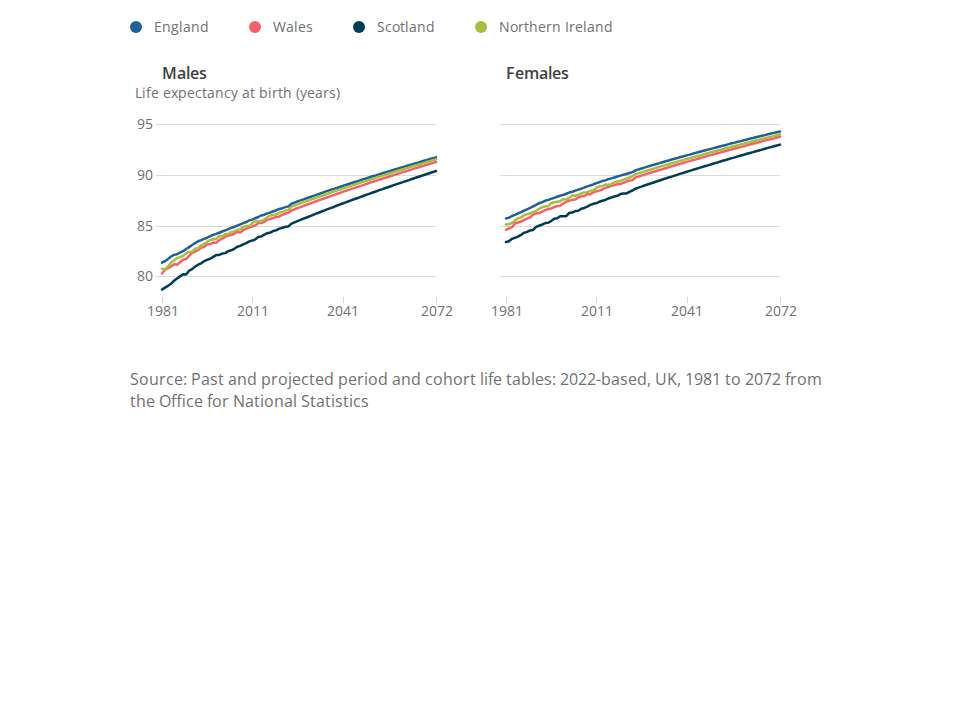 England Wales Scotland Northern Ireland
Males Females
Life expectancy at birth (years)
95
90
85
80
1981 2011 2041 2072 1981 2011 2041 2072
Source: Past and projected period and cohort life tables: 2022-based, UK, 1981 to 2072 from
the Office for National Statistics